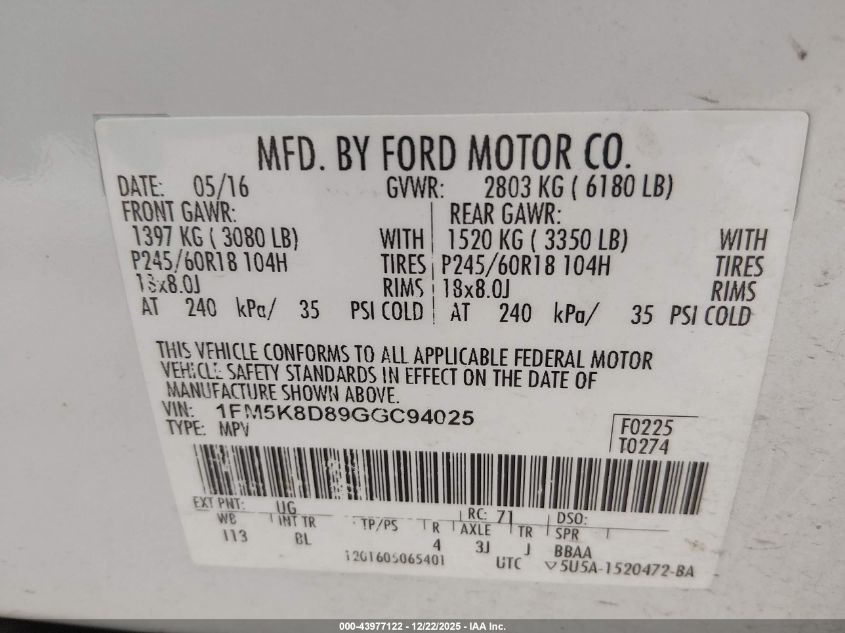 MFD. BY FORD MOTOR CO.
DATE: 05/16 GVWR: 2803 KG ( 6180 LB)
FRONT GAWR: REAR GAWR:
1397 KG ( 3080 LB) WITH 1520 KG ( 3350 LB) WITH
P245/60R18 104H TIRES P245/60R18 104H TIRES
18x8.0J RIMS 18x8.0J RIMS
AT 240 kPa/ 35 PSI COLD AT 240 kPa/ 35 PSI COLD
THIS VEHICLE CONFORMS TO ALL APPLICABLE FEDERAL MOTOR
VEHICLE SAFETY STANDARDS IN EFFECT ON THE DATE OF
MANUFACTURE SHOWN ABOVE.
VIN: 1FM5K8D89GGC94025
TYPE: MPV
F0225
T0274
EXT PNT: UG RC: 71 DSO:
WB INT TR TP/PS R AXLE TR SPR
113 BL 4 3J J BBAA
1201605065401 UTC 5U5A-1520472-BA
000-43977122 - 12/22/2025 - IAA Inc.